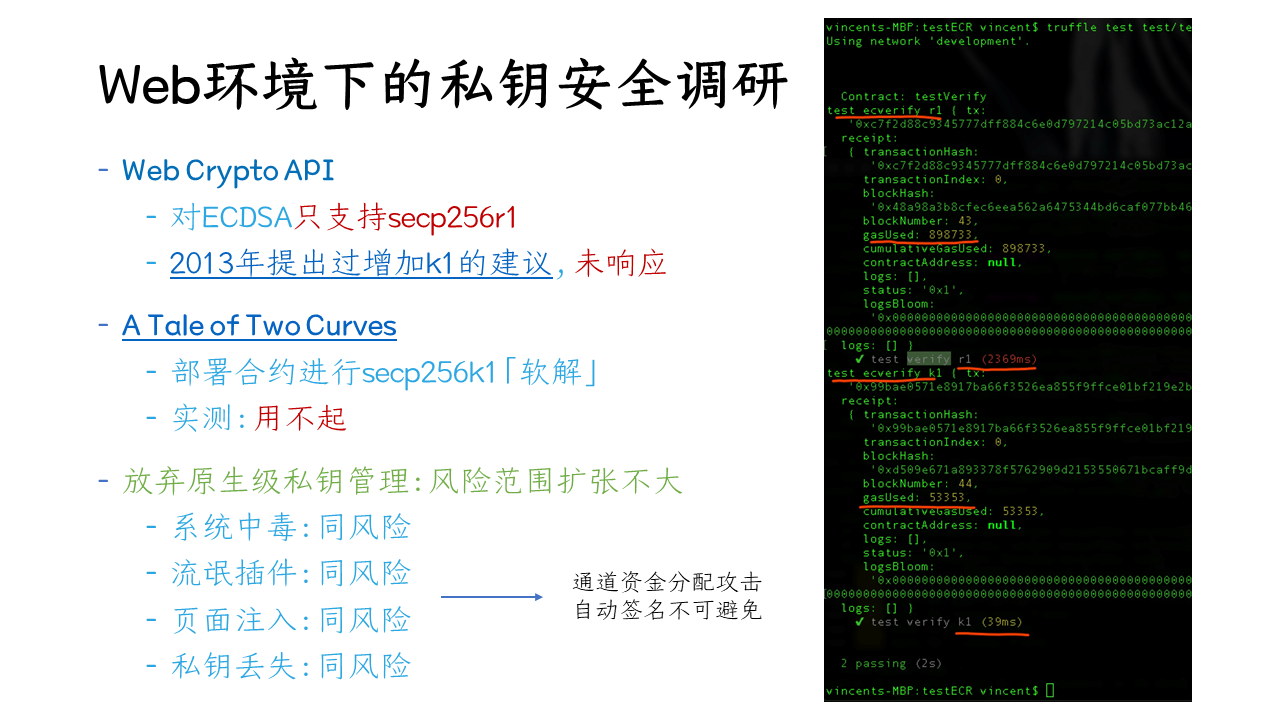 Web环境下的私钥安全调研
- Web Crypto API
- 对ECDSA只支持secp256r1
- 2013年提出过增加k1的建议, 未响应
- A Tale of Two Curves
- 部署合约进行secp256k1「软解」
- 实测: 用不起
- 放弃原生级私钥管理: 风险范围扩张不大
- 系统中毒: 同风险
- 流氓插件: 同风险
- 页面注入: 同风险
- 私钥丢失: 同风险
通道资金分配攻击
自动签名不可避免
vincents-MBP:testECR vincent$ truffle test test/te
Using network 'development'.
Contract: testVerify
test ecverify r1 { tx:
'0xc7f2d88c9345777dff884c6e0d797214c05bd73ac12a
receipt:
{ transactionHash:
'0xc7f2d88c9345777dff884c6e0d797214c05bd73ac
transactionIndex: 0,
blockHash:
'0x48a98a3b8cfec6eea562a6475344bd6caf077bb46
blockNumber: 43,
gasUsed: 898733,
cumulativeGasUsed: 898733,
contractAddress: null,
logs: [],
status: '0x1',
logsBloom:
'0x0000000000000000000000000000000000000000000
00000000000000000000000000000000000000000000000000
logs: [] }
✓ test verify r1 (2369ms)
test ecverify k1 { tx:
'0x99bae0571e8917ba66f3526ea855f9ffce01bf219e2b
receipt:
{ transactionHash:
'0x99bae0571e8917ba66f3526ea855f9ffce01bf219
transactionIndex: 0,
blockHash:
'0xd509e671a893378f5762909d2153550671bcaff9d
blockNumber: 44,
gasUsed: 53353,
cumulativeGasUsed: 53353,
contractAddress: null,
logs: [],
status: '0x1',
logsBloom:
'0x0000000000000000000000000000000000000000000
00000000000000000000000000000000000000000000000000
logs: [] }
✓ test verify k1 (39ms)
2 passing (2s)
vincents-MBP:testECR vincent$